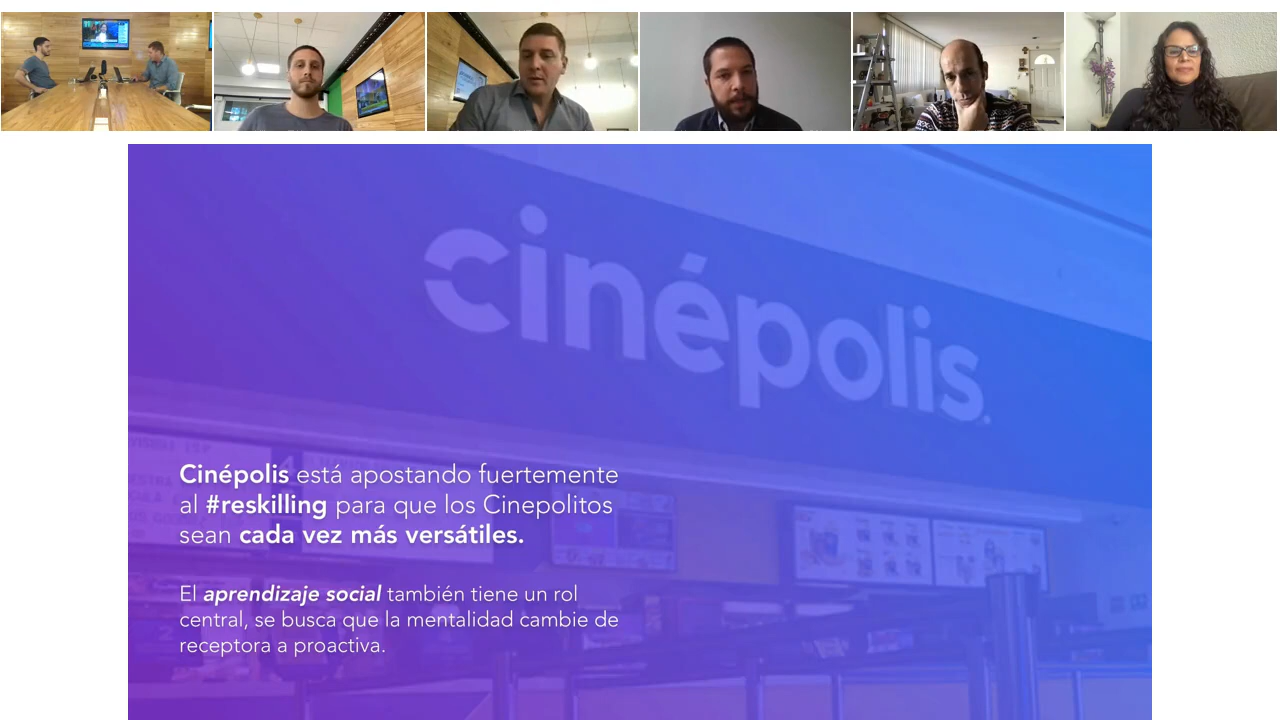 cinépolis
Cinépolis está apostando fuertemente
al #reskilling para que los Cinepolitos
sean cada vez más versátiles.
El aprendizaje social también tiene un rol
central, se busca que la mentalidad cambie de
receptora a proactiva.